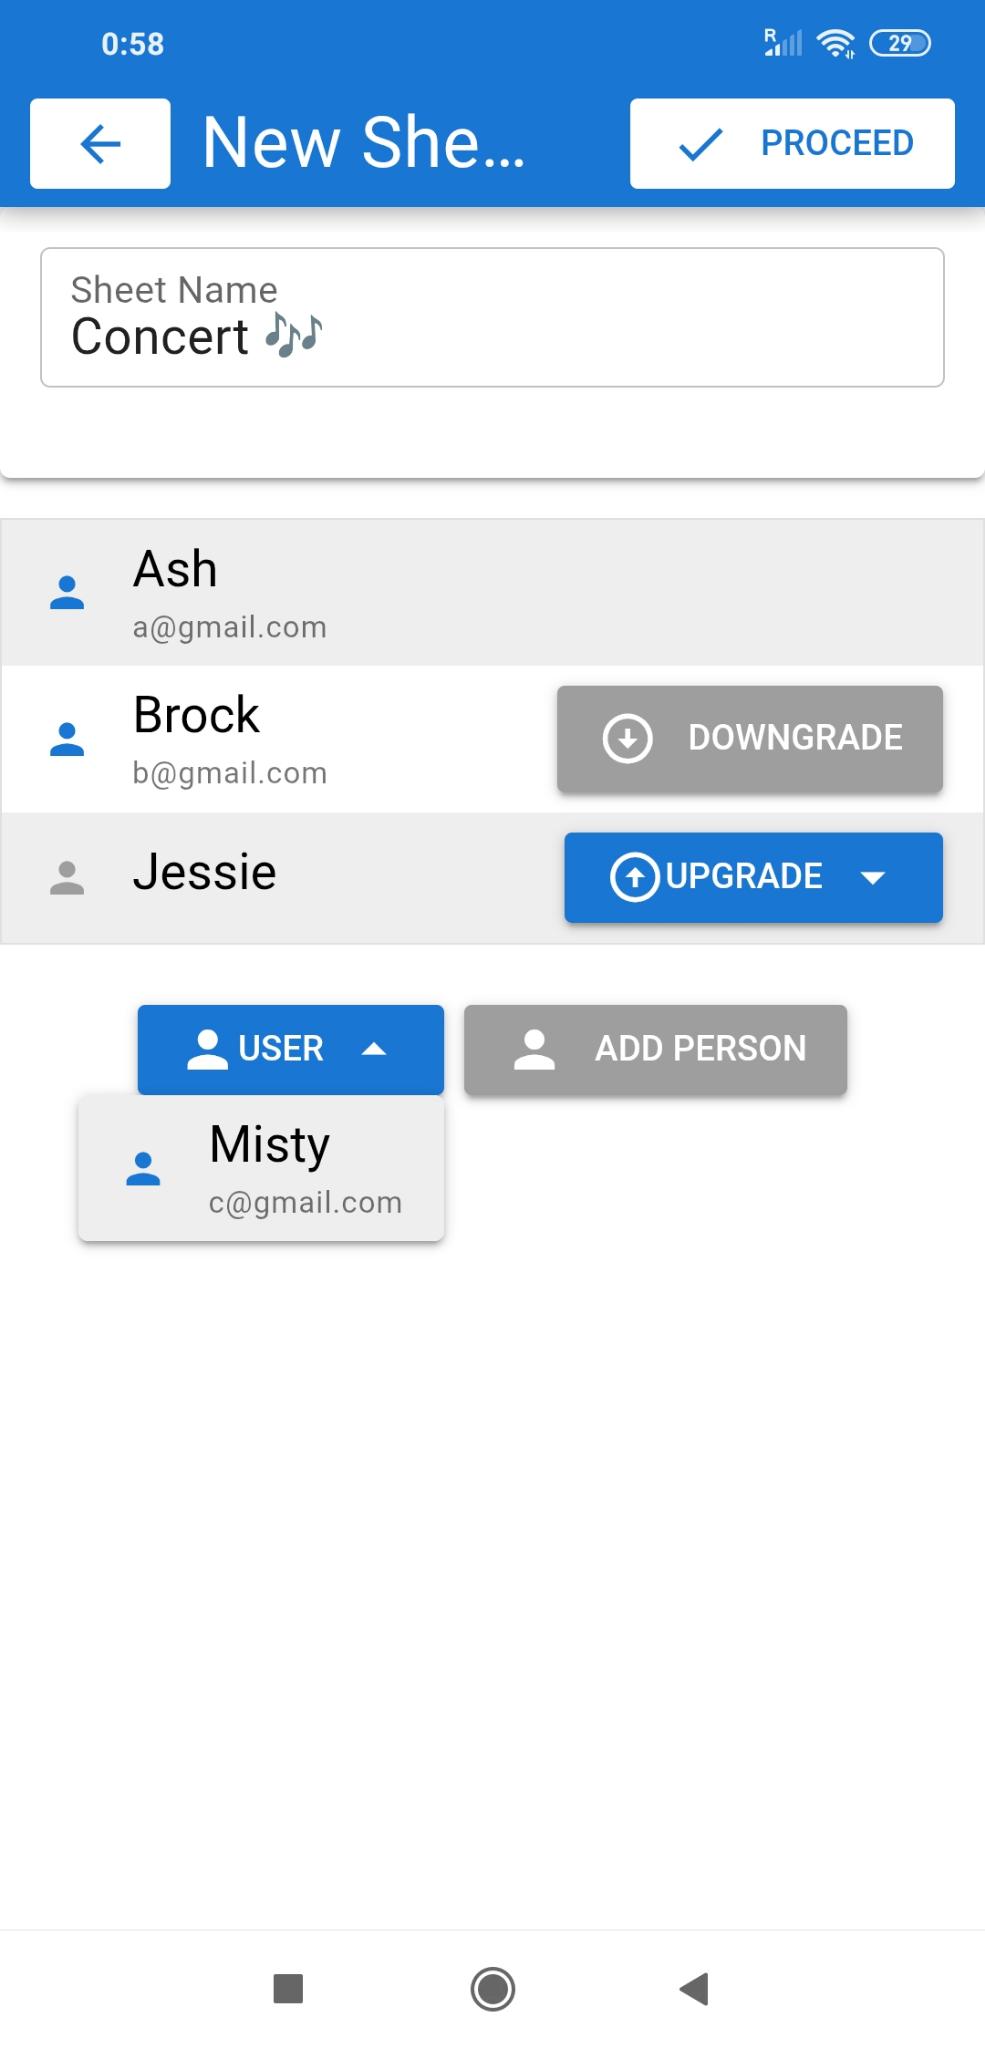 0:58
R
29
New She...
PROCEED
Sheet Name
Concert 🎶
Ash
a@gmail.com
Brock
b@gmail.com
DOWNGRADE
Jessie
UPGRADE
USER
ADD PERSON
Misty
c@gmail.com